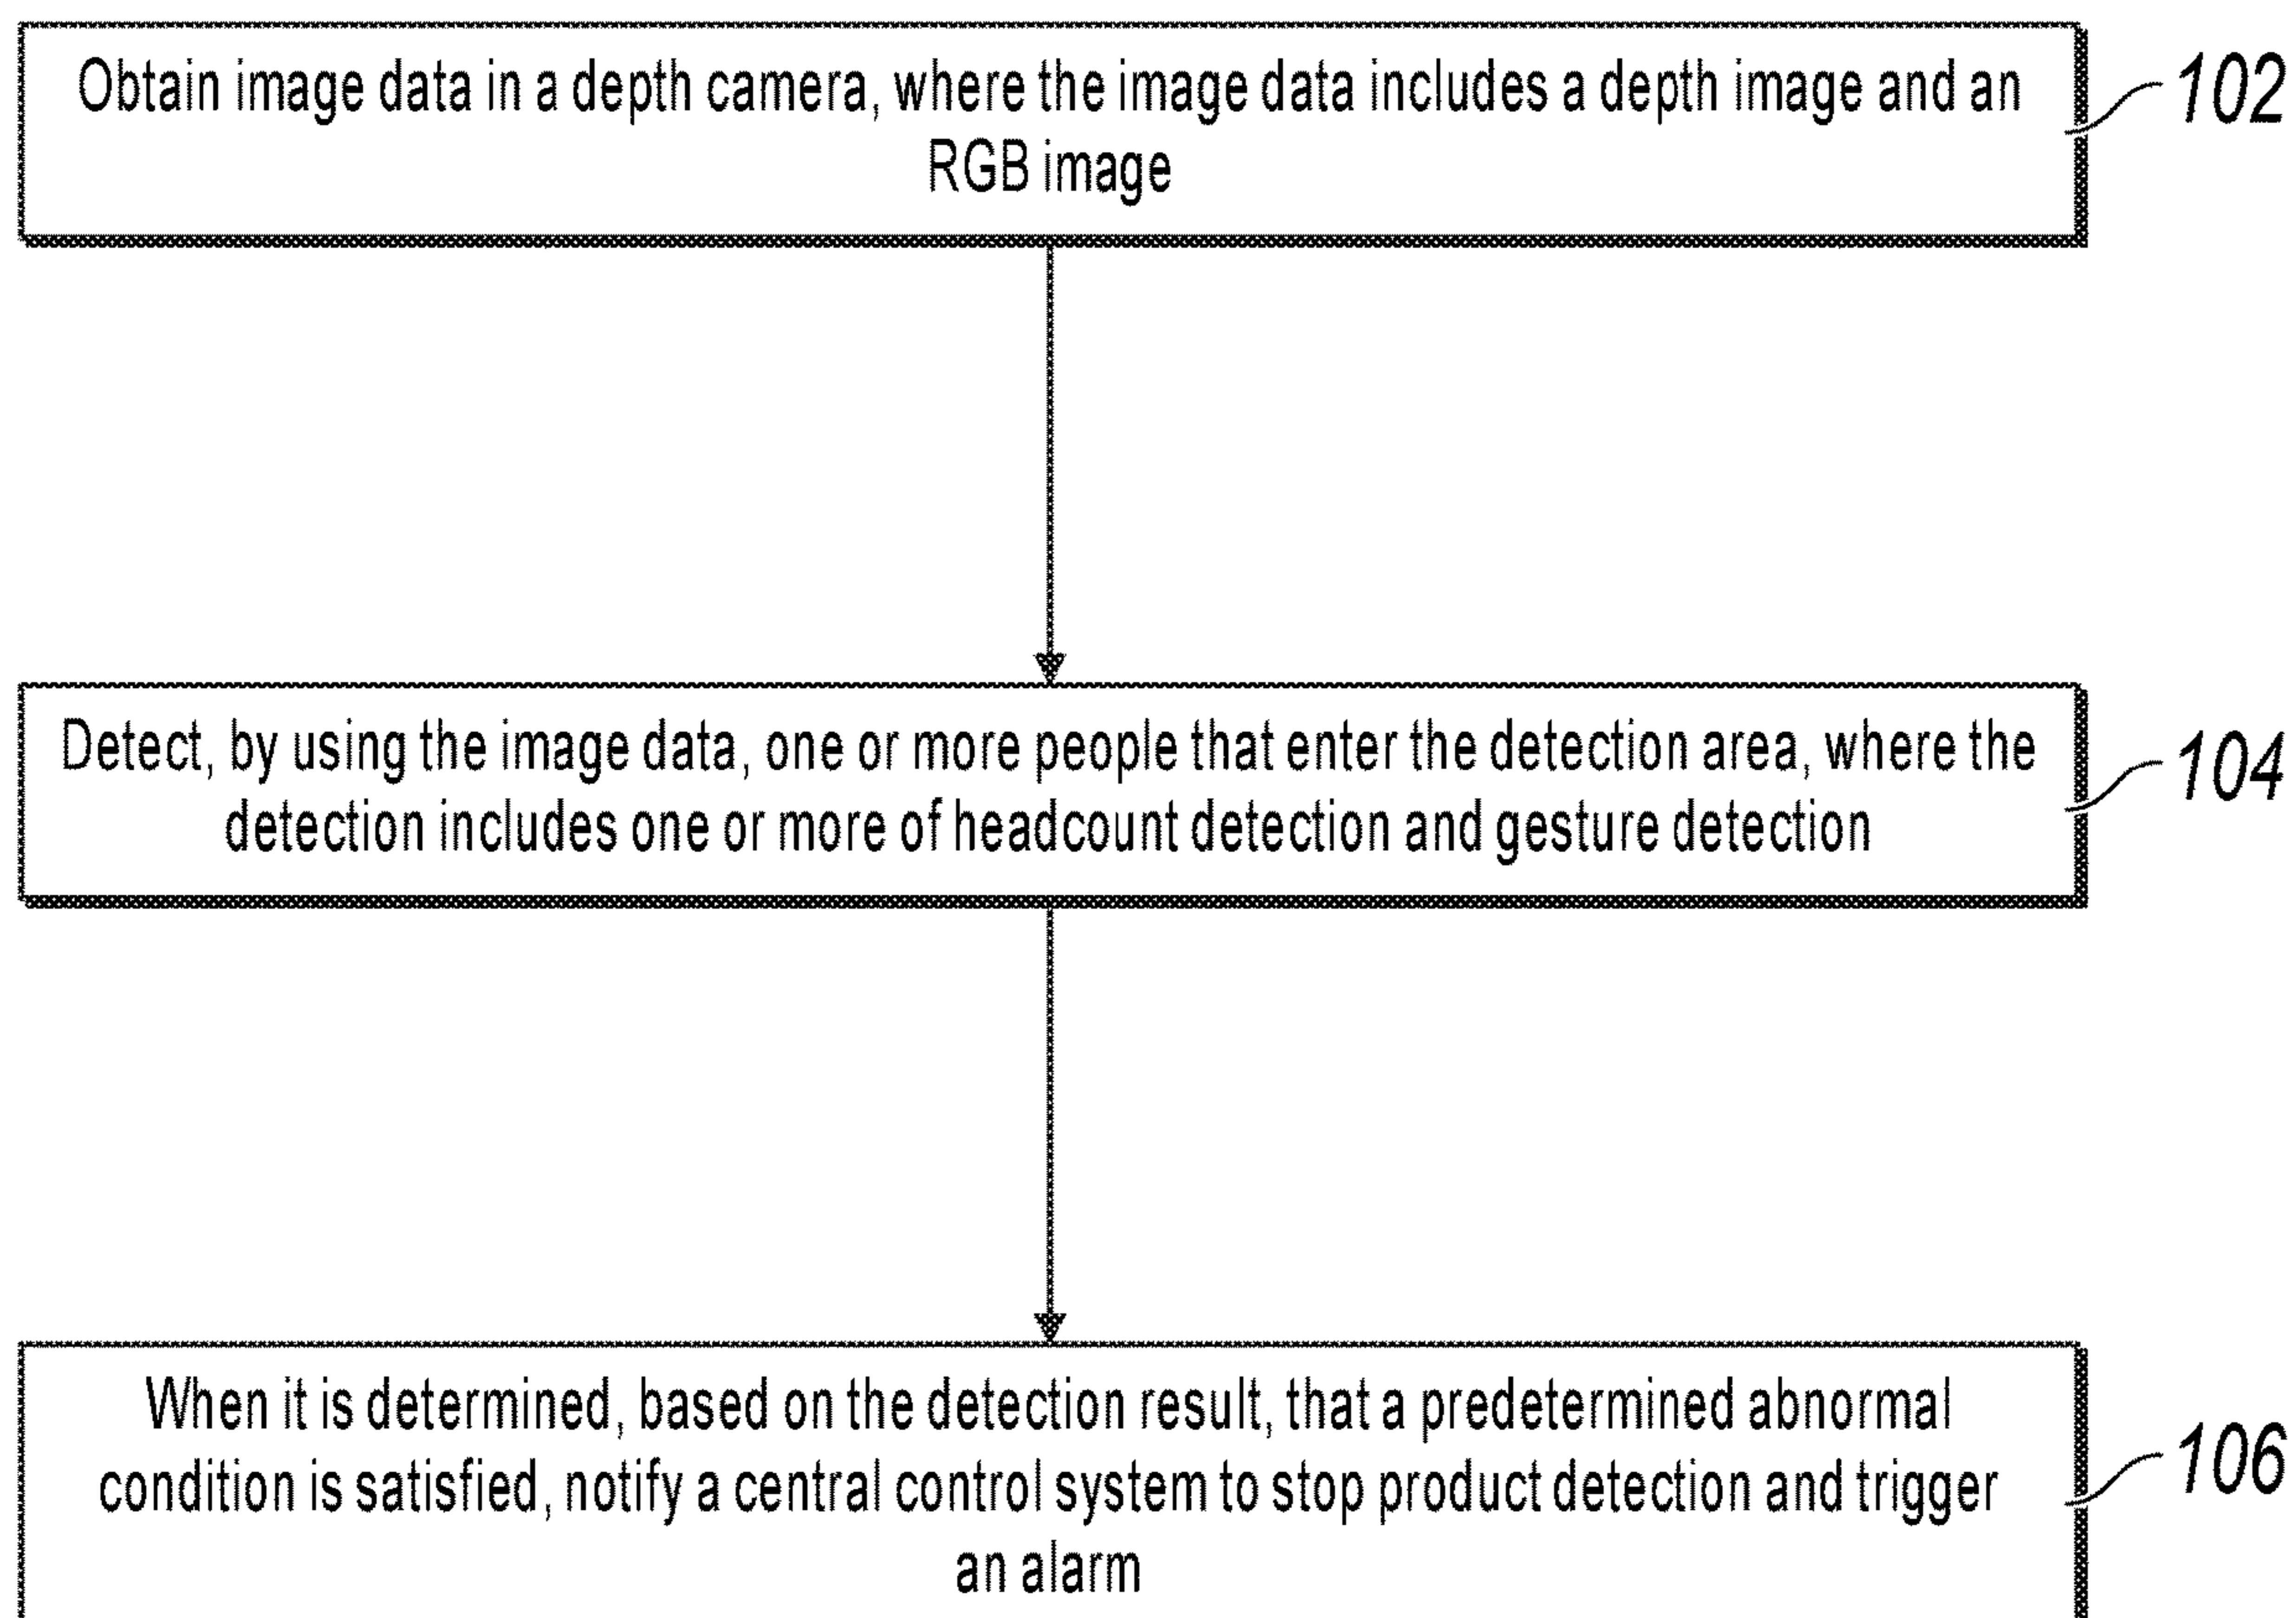 Obtain image data in a depth camera, where the image data includes a depth image and an
RGB image
102
Detect, by using the image data, one or more people that enter the detection area, where the
detection includes one or more of headcount detection and gesture detection
104
When it is determined, based on the detection result, that a predetermined abnormal
condition is satisfied, notify a central control system to stop product detection and trigger
an alarm
106